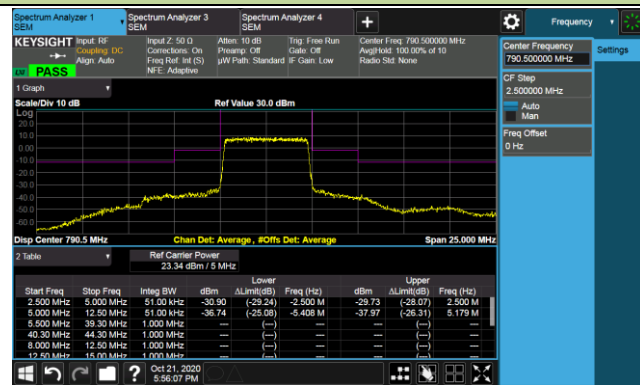 Spectrum Analyzer 1 Spectrum Analyzer 3 Spectrum Analyzer 4 + Frequency
SEM SEM SEM
KEYSIGHT Input: RF Input Z: 50 Ω Atten: 10 dB Trig: Free Run Center Freq: 790.500000 MHz
Coupling: DC Corrections: On Preamp: Off Gate: Off Avg|Hold: 100.00% of 10
Align: Auto Freq Ref: Int (S) µW Path: Standard IF Gain: Low Radio Std: None
NFE: Adaptive
PASS
Center Frequency
790.500000 MHz
Settings
CF Step
2.500000 MHz
Auto
Man
Freq Offset
0 Hz
1 Graph
Scale/Div 10 dB Ref Value 30.0 dBm
Log
20.0
10.0
0.00
-10.0
-20.0
-30.0
-40.0
-50.0
-60.0
Disp Center 790.5 MHz Chan Det: Average , #Offs Det: Average Span 25.000 MHz
2 Table Ref Carrier Power
23.34 dBm / 5 MHz
Lower Upper
Start Freq Stop Freq Integ BW dBm ΔLimit(dB) Freq (Hz) dBm ΔLimit(dB) Freq (Hz)
2.500 MHz 5.000 MHz 51.00 kHz -30.90 (-29.24) -2.500 M -29.73 (-28.07) 2.500 M
5.000 MHz 12.50 MHz 51.00 kHz -36.74 (-25.08) -5.408 M -37.97 (-26.31) 5.179 M
5.500 MHz 39.30 MHz 1.000 MHz --- (---) --- (---)
40.30 MHz 44.30 MHz 1.000 MHz --- (---) --- (---)
8.000 MHz 12.50 MHz 1.000 MHz --- (---) --- (---)
12.50 MHz 15.00 MHz 1.000 MHz --- (---) --- (---)
? Oct 21, 2020
5:56:07 PM